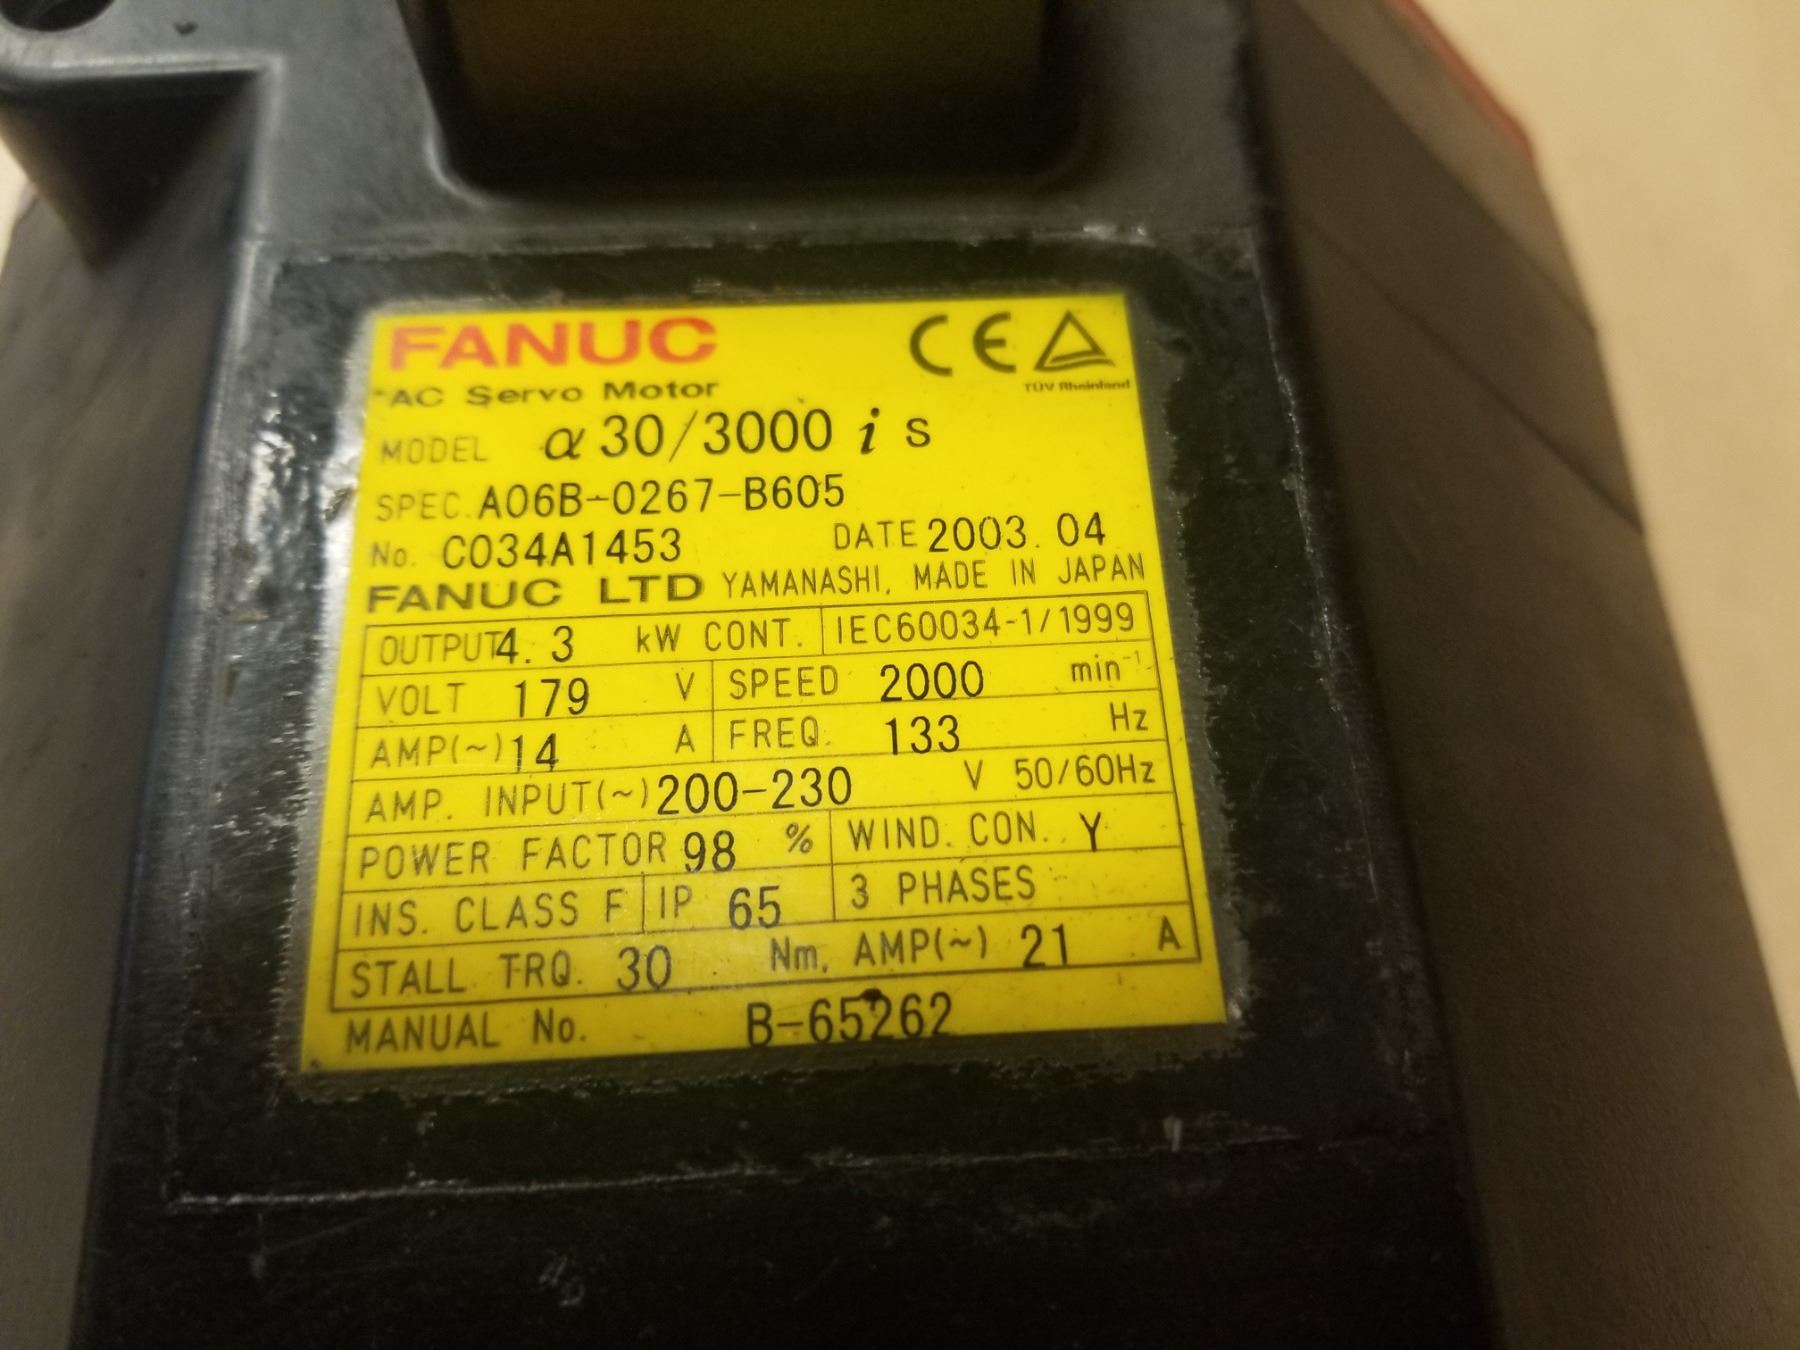 FANUC CE
AC Servo Motor TÜV Rheinland
MODEL α30/3000 i s
SPEC. A06B-0267-B605
No. C034A1453 DATE 2003. 04
FANUC LTD YAMANASHI, MADE IN JAPAN
OUTPUT 4. 3 kW CONT. IEC60034-1/1999
VOLT 179 V SPEED 2000 min⁻¹
AMP(~) 14 A FREQ. 133 Hz
AMP. INPUT(~) 200-230 V 50/60Hz
POWER FACTOR 98 % WIND. CON. Y
INS. CLASS F IP 65 3 PHASES
STALL TRQ. 30 Nm, AMP(~) 21 A
MANUAL No. B-65262